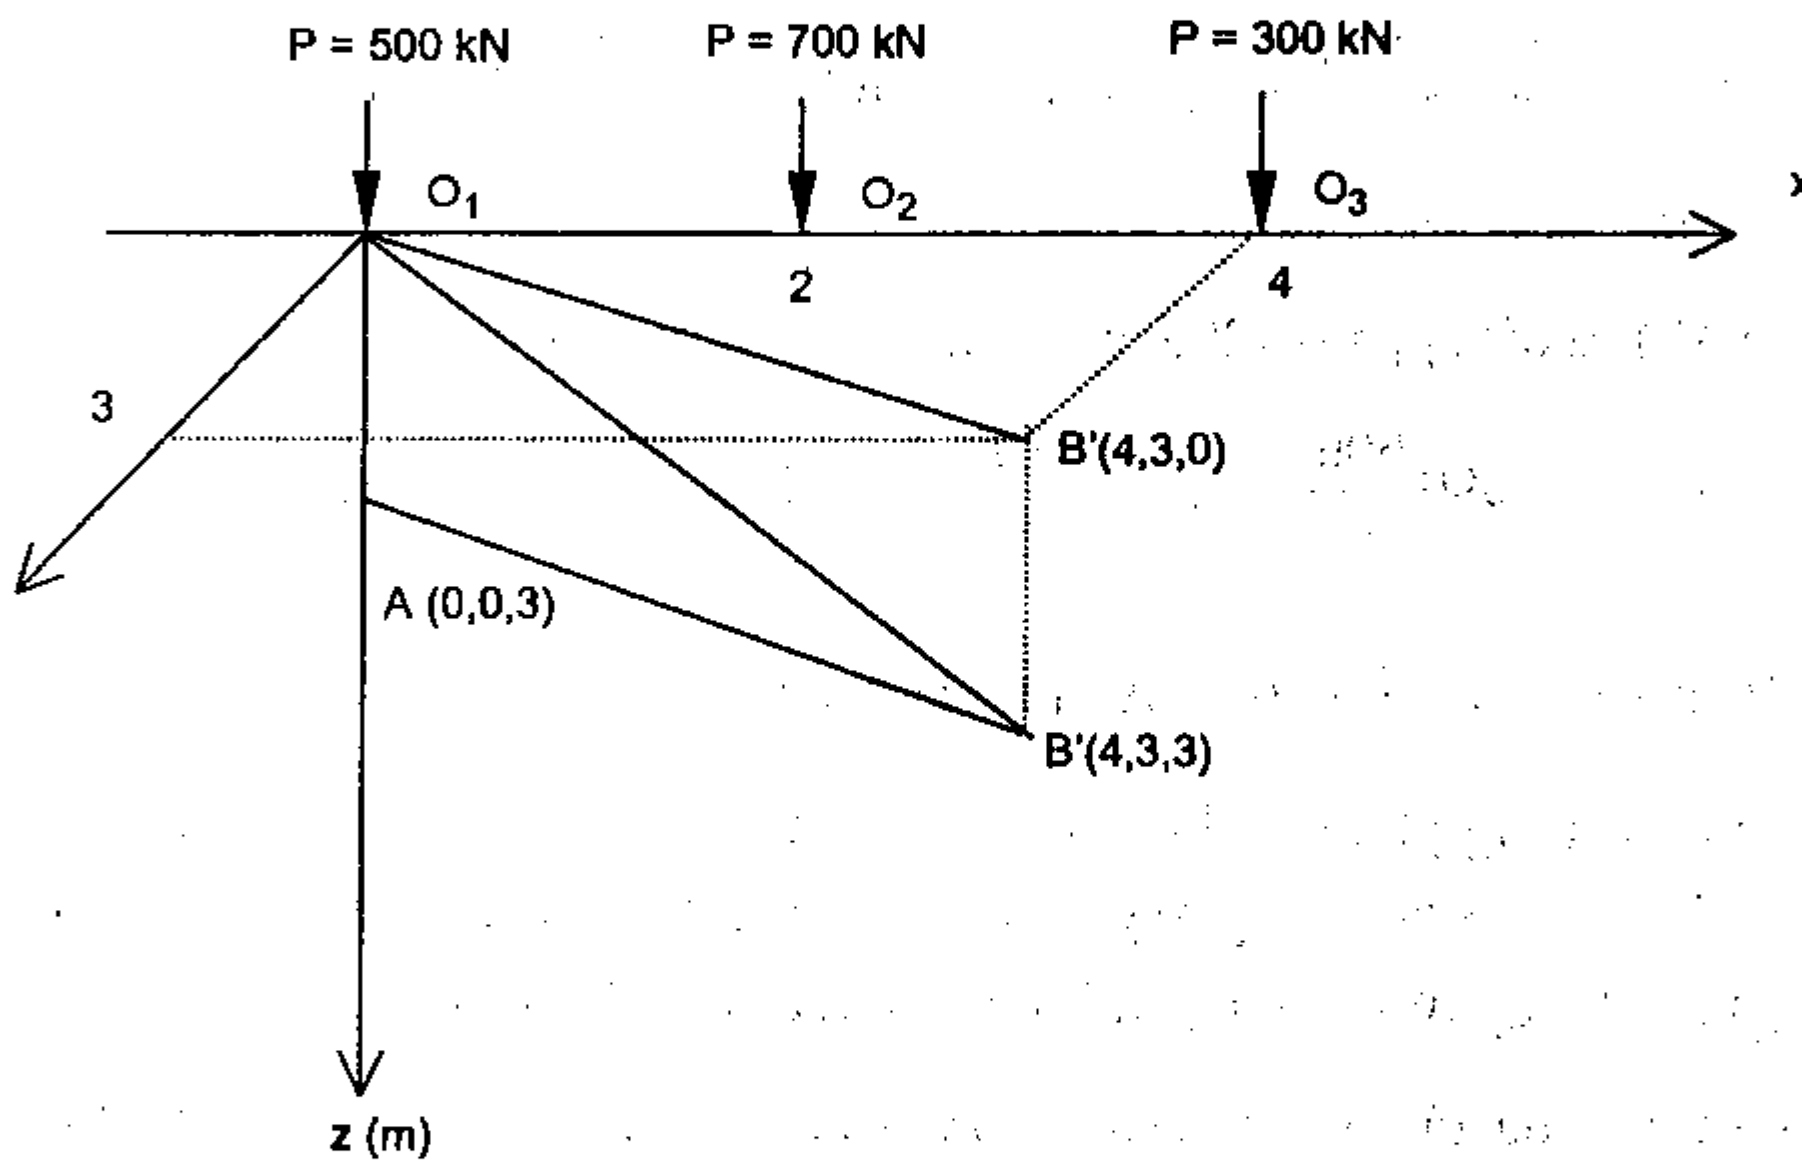 P = 500 kN P = 700 kN P = 300 kN
O₁ O₂ O₃ x
2 4
3
B'(4,3,0)
A (0,0,3)
B'(4,3,3)
z (m)